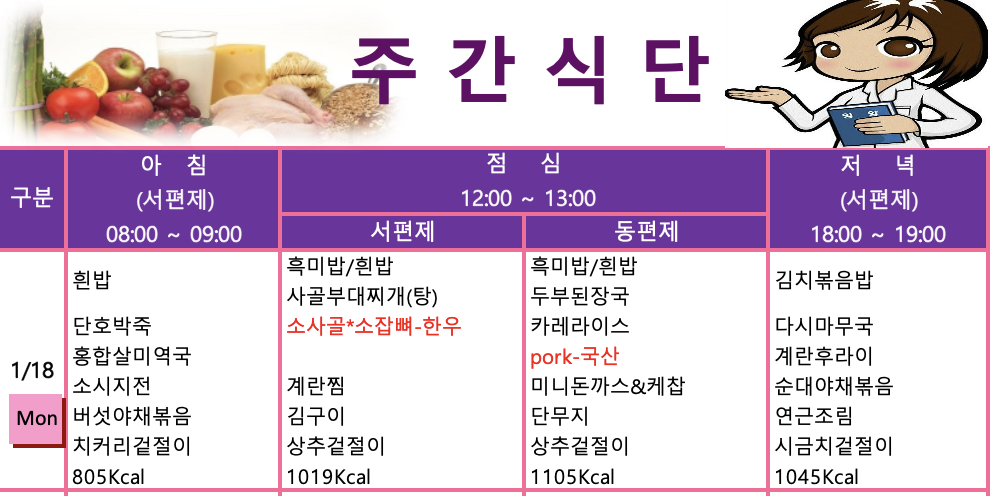 주간식단
구분
아 침
(서편제)
08:00 ~ 09:00
점 심
12:00 ~ 13:00
서편제
동편제
저 녁
(서편제)
18:00 ~ 19:00
1/18
Mon
흰밥
단호박죽
홍합살미역국
소시지전
버섯야채볶음
치커리겉절이
805Kcal
흑미밥/흰밥
사골부대찌개(탕)
소사골*소잡뼈-한우
계란찜
김구이
상추겉절이
1019Kcal
흑미밥/흰밥
두부된장국
카레라이스
pork-국산
미니돈까스&케찹
단무지
상추겉절이
1105Kcal
김치볶음밥
다시마무국
계란후라이
순대야채볶음
연근조림
시금치겉절이
1045Kcal